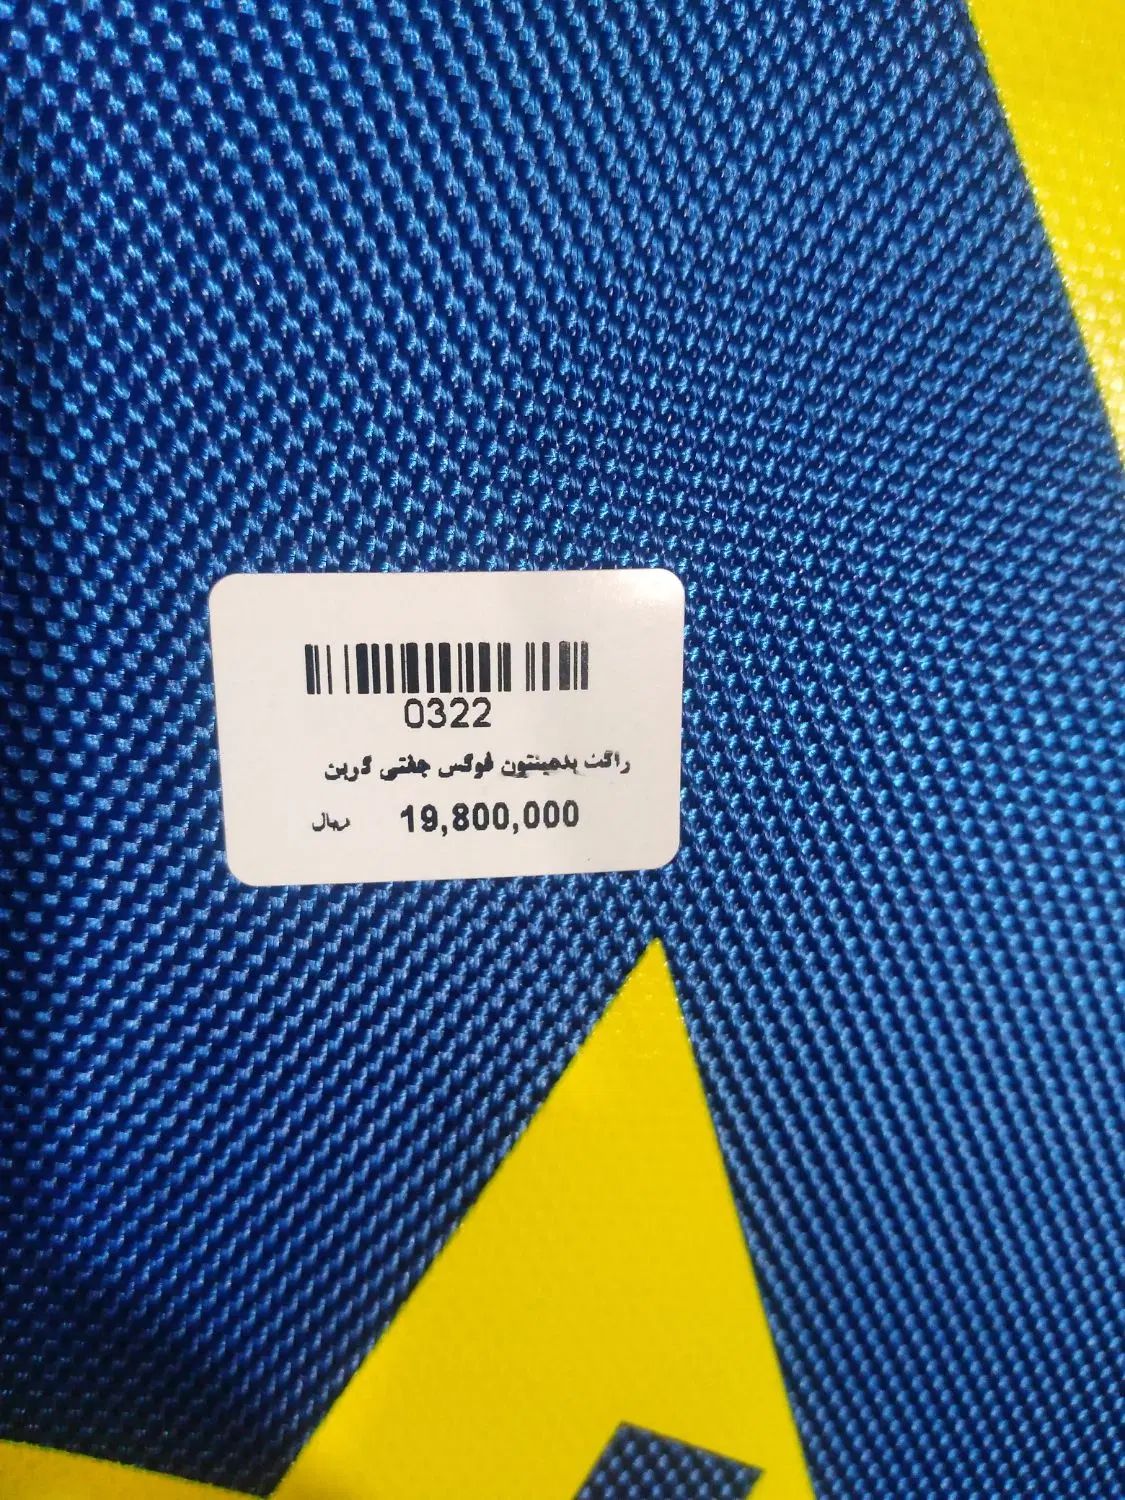 0322
راکت بدمینتون فوکس جفتی کربن
19,800,000 ریال